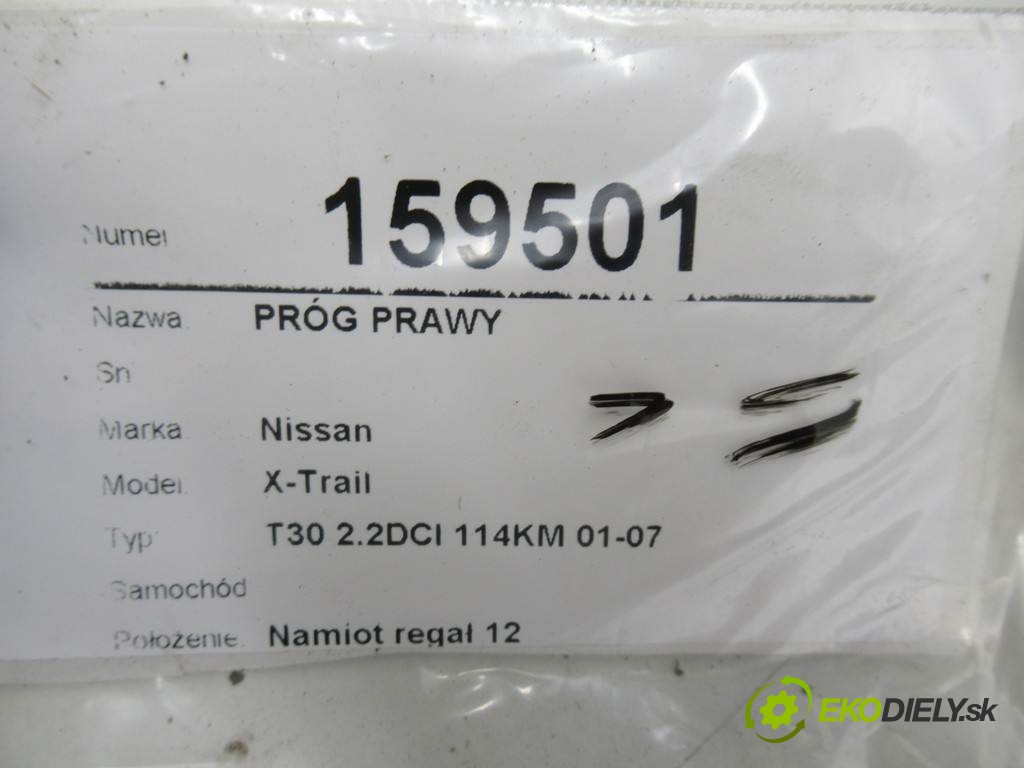 Numer 159501
Nazwa PRÓG PRAWY
Sn
Marka Nissan
Model X-Trail
Typ T30 2.2DCI 114KM 01-07
Samochód
Położenie Namiot regał 12
EKODIELY.sk